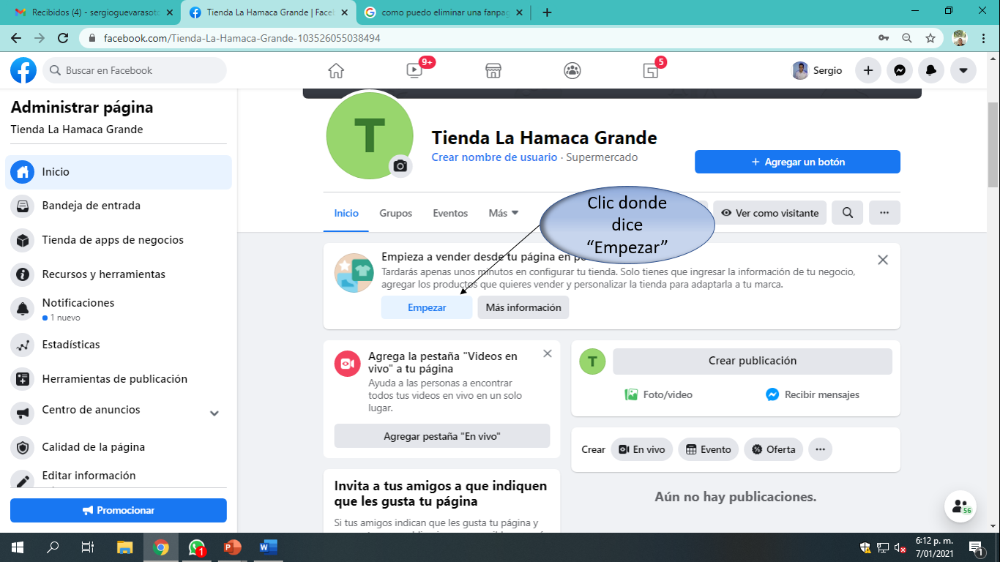 Recibidos (4) - sergioguevarasoto
Tienda La Hamaca Grande | Faceb
como puedo eliminar una fanpag
facebook.com/Tienda-La-Hamaca-Grande-103526055038494
Buscar en Facebook
9+
5
Sergio
Administrar página
Tienda La Hamaca Grande
Inicio
Bandeja de entrada
Tienda de apps de negocios
Recursos y herramientas
Notificaciones
1 nuevo
Estadísticas
Herramientas de publicación
Centro de anuncios
Calidad de la página
Editar información
Promocionar
T
Tienda La Hamaca Grande
Crear nombre de usuario · Supermercado
+ Agregar un botón
Inicio
Grupos
Eventos
Más
Ver como visitante
Clic donde
dice
“Empezar”
Empieza a vender desde tu página en
Tardarás apenas unos minutos en configurar tu tienda. Solo tienes que ingresar la información de tu negocio,
agregar los productos que quieres vender y personalizar la tienda para adaptarla a tu marca.
Empezar
Más información
Agrega la pestaña "Videos en
vivo" a tu página
Ayuda a las personas a encontrar
todos tus videos en vivo en un solo
lugar.
Agregar pestaña "En vivo"
Invita a tus amigos a que indiquen
que les gusta tu página
Si tus amigos indican que les gusta tu página y
T
Crear publicación
Foto/video
Recibir mensajes
Crear
En vivo
Evento
Oferta
Aún no hay publicaciones.
56
1
6:12 p. m.
7/01/2021
1